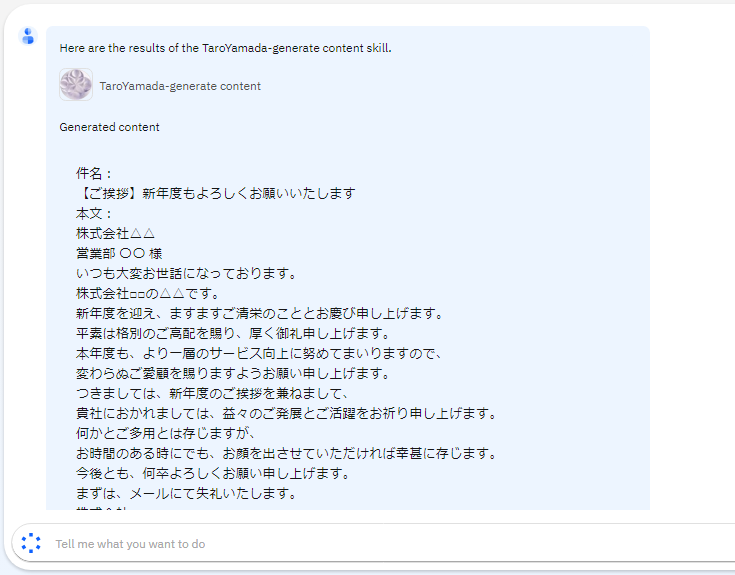 Here are the results of the TaroYamada-generate content skill.
TaroYamada-generate content
Generated content
件名：
【ご挨拶】新年度もよろしくお願いいたします
本文：
株式会社△△
営業部 〇〇 様
いつも大変お世話になっております。
株式会社□□の△△です。
新年度を迎え、ますますご清栄のこととお慶び申し上げます。
平素は格別のご高配を賜り、厚く御礼申し上げます。
本年度も、より一層のサービス向上に努めてまいりますので、
変わらぬご愛顧を賜りますようお願い申し上げます。
つきましては、新年度のご挨拶を兼ねまして、
貴社におかれましては、益々のご発展とご活躍をお祈り申し上げます。
何かとご多用とは存じますが、
お時間のある時にでも、お顔を出させていただければ幸甚に存じます。
今後とも、何卒よろしくお願い申し上げます。
まずは、メールにて失礼いたします。
Tell me what you want to do